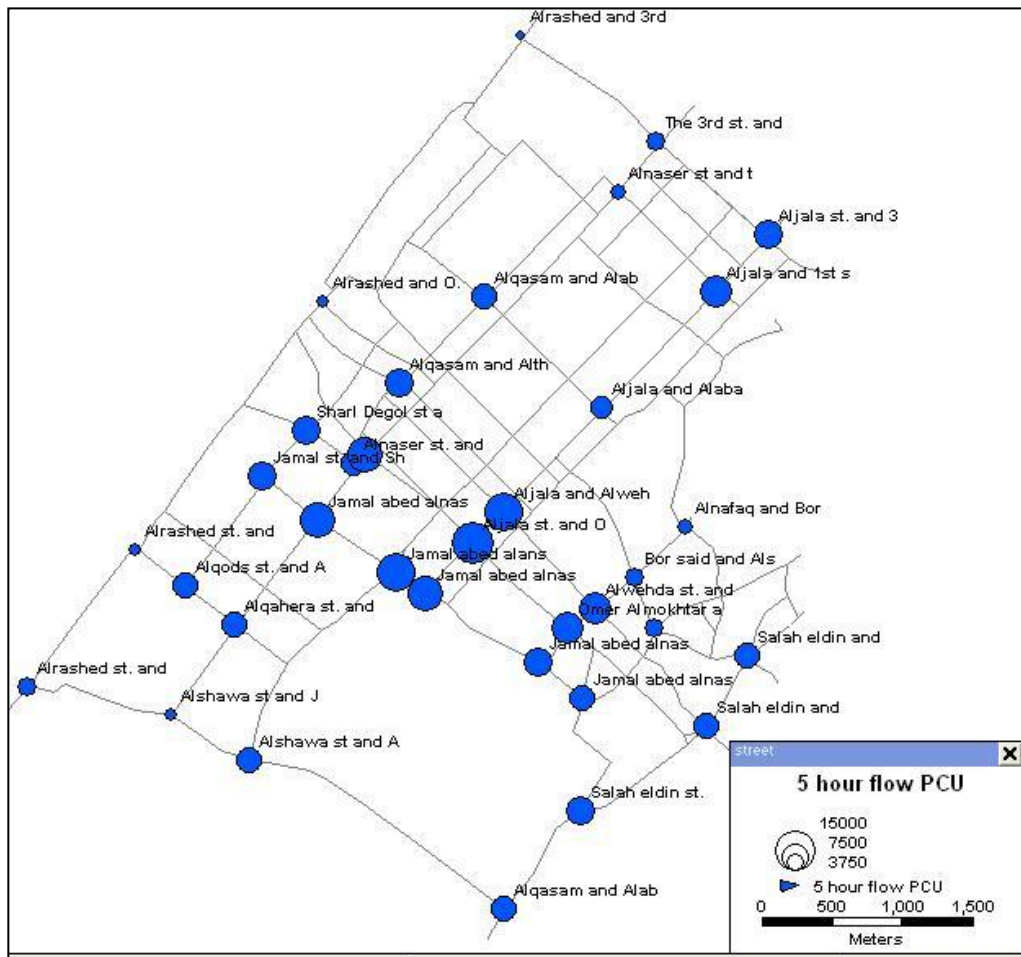 Alrashed and 3rd
The 3rd st. and
Alnaser st and t
Aljala st. and 3
Aljala and 1st s
Alqasam and Alab
Alrashed and O.
Alqasam and Alth
Aljala and Alaba
Sharl Degol st a
Alnaser st. and
Jamal st. and Sh
Jamal abed alnas
Aljala and Alweh
Aljala st. and O
Alnafaq and Bor
Alrashed st. and
Jamal abed alans
Jamal abed alnas
Bor said and Als
Alqods st. and A
Alwehda st. and
Omer Almokhtar a
Alqahera st. and
Jamal abed alnas
Salah eldin and
Alrashed st. and
Jamal abed alnas
Alshawa st and J
Salah eldin and
Alshawa st and A
Salah eldin st.
Alqasam and Alab
street
5 hour flow PCU
15000
7500
3750
5 hour flow PCU
0 500 1,000 1,500
Meters